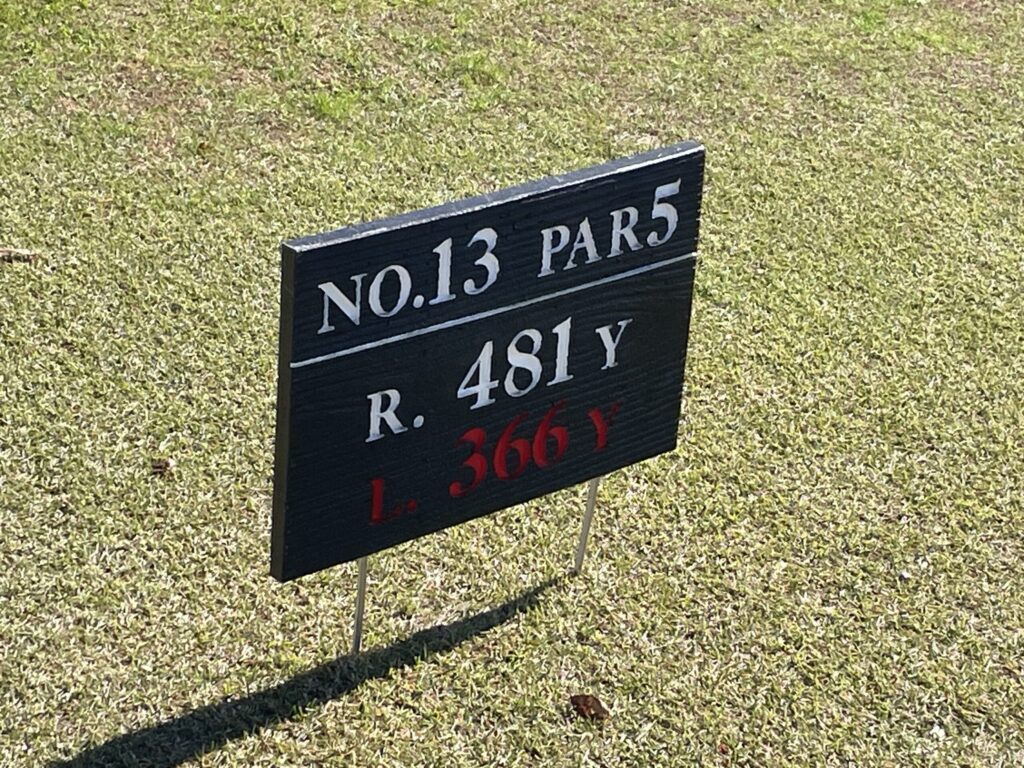 NO.13 PAR5
R. 481 Y
L. 366 Y